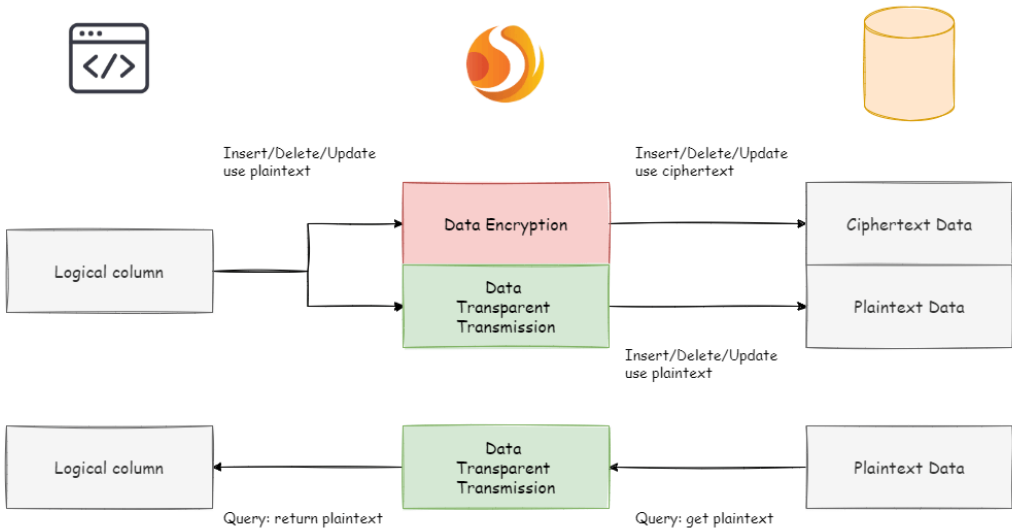 Insert/Delete/Update
use plaintext
Insert/Delete/Update
use ciphertext
Logical column
Data Encryption
Ciphertext Data
Data
Transparent
Transmission
Plaintext Data
Insert/Delete/Update
use plaintext
Logical column
Data
Transparent
Transmission
Plaintext Data
Query: return plaintext
Query: get plaintext